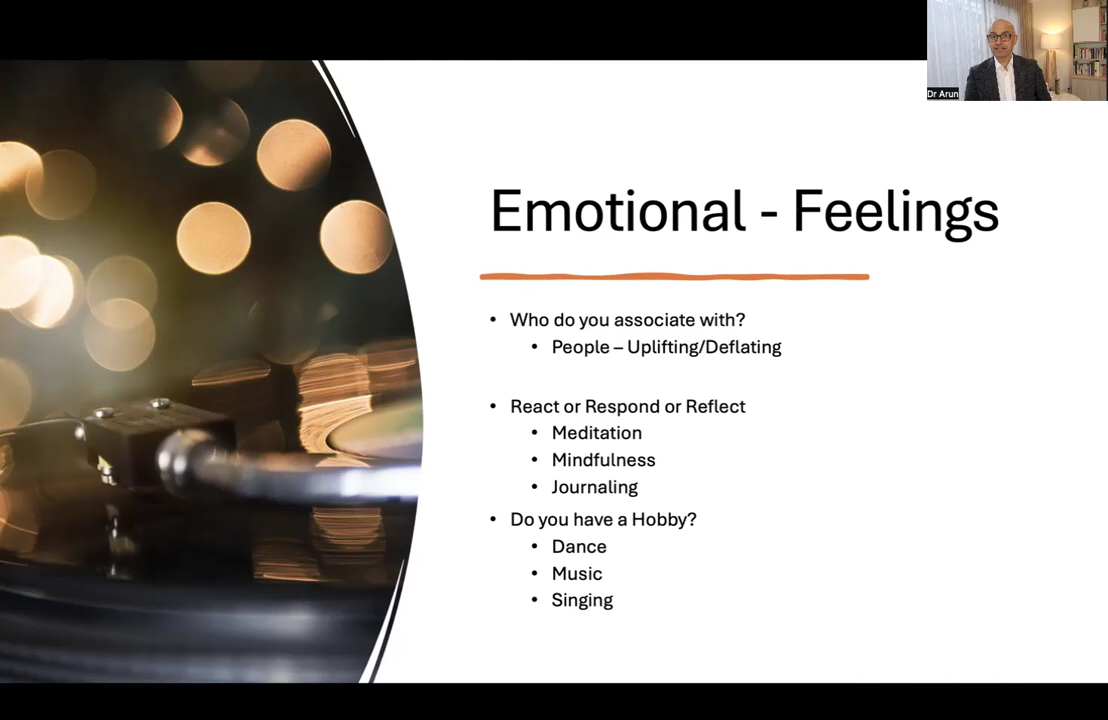 Dr Arun
Emotional - Feelings
• Who do you associate with?
• People – Uplifting/Deflating
• React or Respond or Reflect
• Meditation
• Mindfulness
• Journaling
• Do you have a Hobby?
• Dance
• Music
• Singing